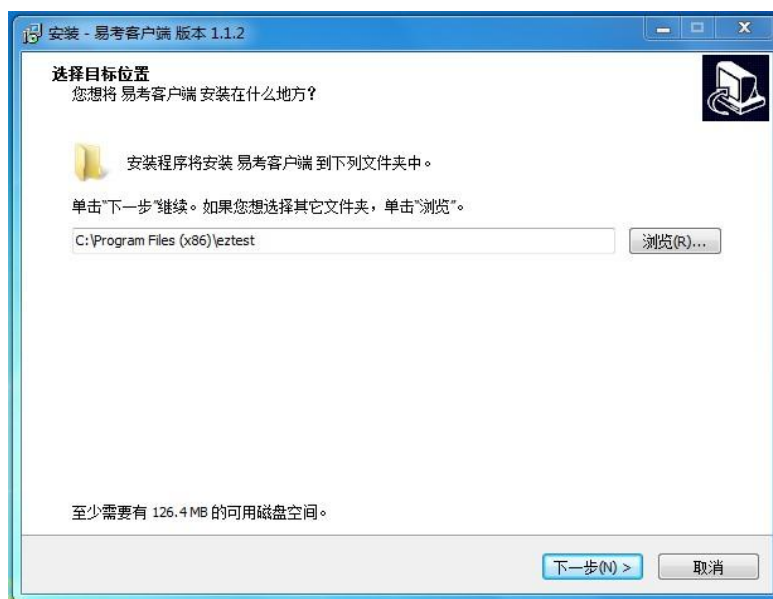 安装 - 易考客户端 版本 1.1.2
选择目标位置
您想将 易考客户端 安装在什么地方?
安装程序将安装 易考客户端 到下列文件夹中。
单击"下一步"继续。如果您想选择其它文件夹，单击"浏览"。
C:\Program Files (x86)\eztest
浏览(R)...
至少需要有 126.4 MB 的可用磁盘空间。
下一步(N) >
取消